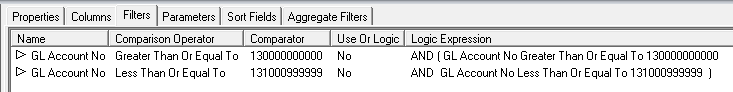 Properties Columns Filters Parameters Sort Fields Aggregate Filters
Name Comparison Operator Comparator Use Or Logic Logic Expression
GL Account No Greater Than Or Equal To 130000000000 No AND ( GL Account No Greater Than Or Equal To 130000000000
GL Account No Less Than Or Equal To 131000999999 No AND GL Account No Less Than Or Equal To 131000999999 )